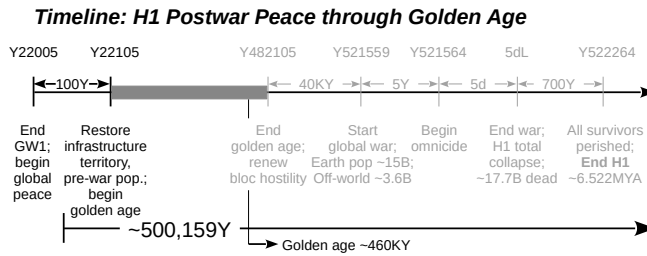 Timeline: H1 Postwar Peace through Golden Age
Y22005 Y22105 Y482105 Y521559 Y521564 5dL Y522264
100Y 40KY 5Y 5d 700Y
End
GW1;
begin
global
peace
Restore
infrastructure
territory,
pre-war pop.;
begin
golden age
End
golden age;
renew
bloc hostility
Start
global war;
Earth pop ~15B;
Off-world ~3.6B
Begin
omnicide
End war;
H1 total
collapse;
~17.7B dead
All survivors
perished;
End H1
~6.522MYA
~500,159Y
Golden age ~460KY